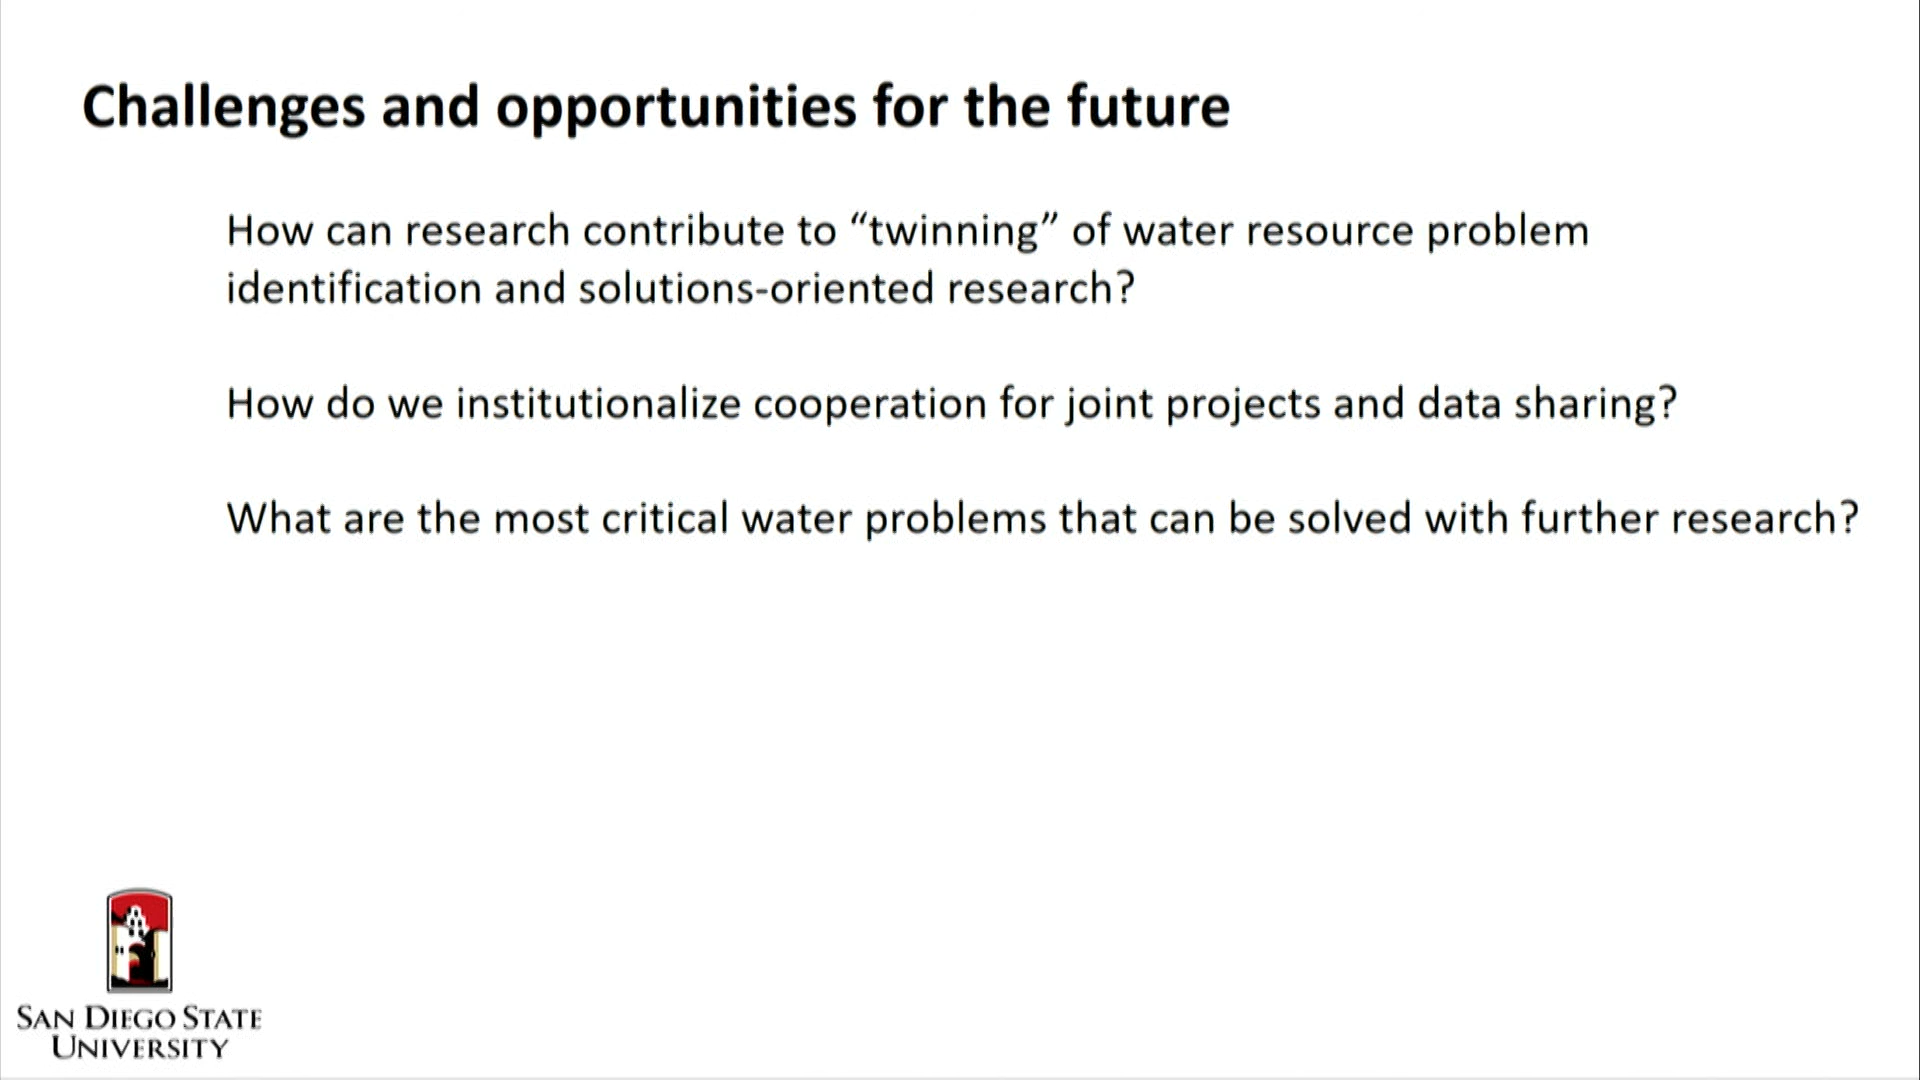 Challenges and opportunities for the future
How can research contribute to “twinning” of water resource problem
identification and solutions-oriented research?
How do we institutionalize cooperation for joint projects and data sharing?
What are the most critical water problems that can be solved with further research?
SAN DIEGO STATE
UNIVERSITY